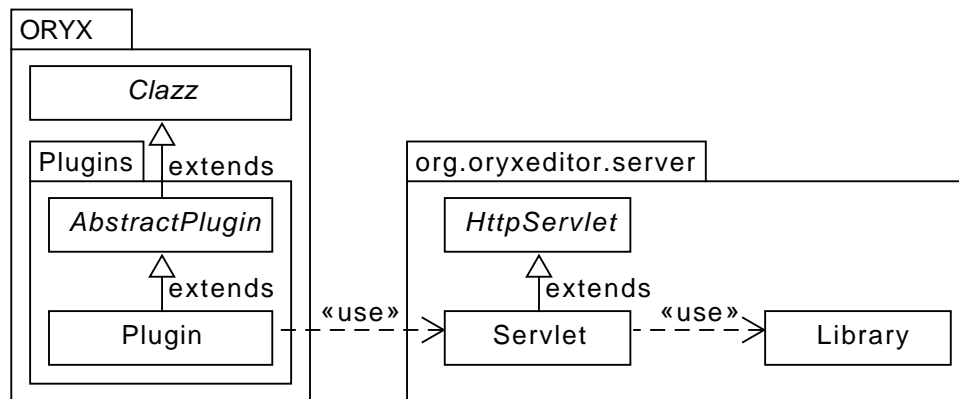 ORYX
Clazz
Plugins
extends
org.oryxeditor.server
AbstractPlugin
HttpServlet
extends
extends
«use»
«use»
Plugin
Servlet
Library